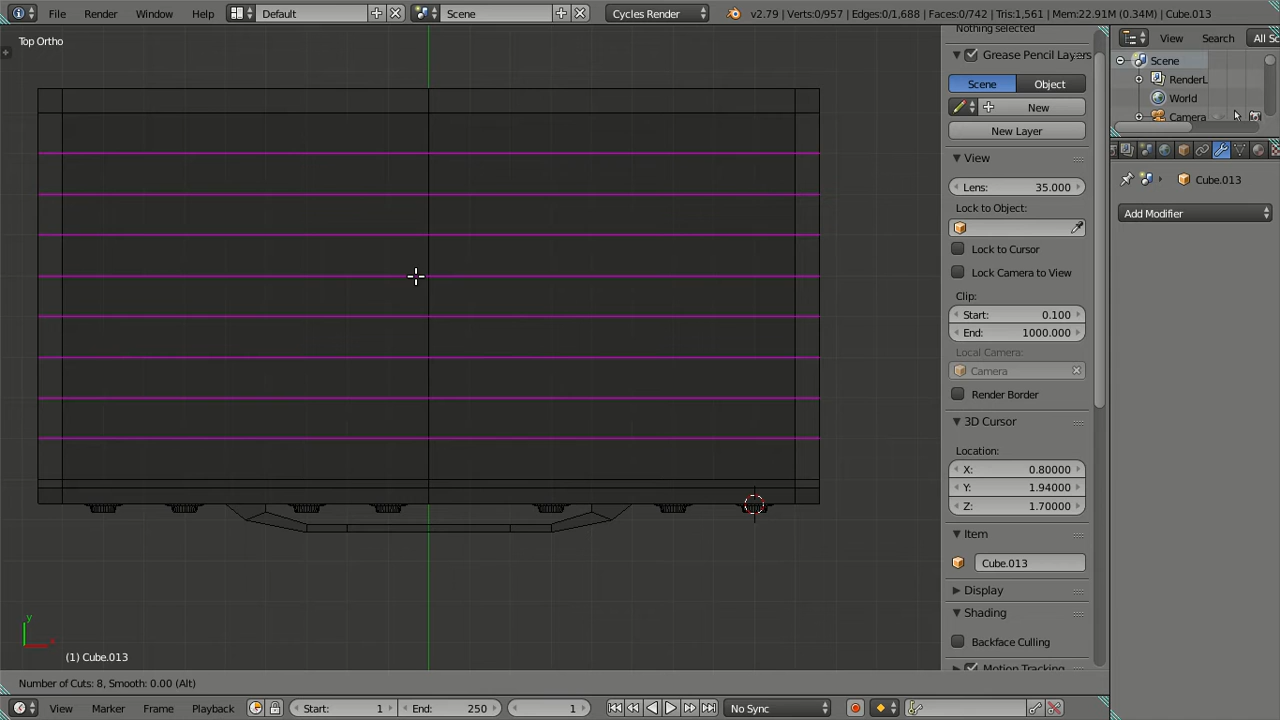 File Render Window Help Default Scene Cycles Render v2.79 | Verts:0/957 | Edges:0/1,688 | Faces:0/742 | Tris:1,561 | Mem:22.91M (0.34M) | Cube.013
Top Ortho
Nothing selected
Grease Pencil Layers
Scene Object
New
New Layer
View
Lens: 35.000
Lock to Object:
Lock to Cursor
Lock Camera to View
Clip:
Start: 0.100
End: 1000.000
Local Camera:
Camera
Render Border
3D Cursor
Location:
X: 0.80000
Y: 1.94000
Z: 1.70000
Item
Cube.013
Display
Shading
Backface Culling
Motion Tracking
View Search All Sc
Scene
RenderL
World
Camera
Cube.013
Add Modifier
y
x
(1) Cube.013
Number of Cuts: 8, Smooth: 0.00 (Alt)
View Marker Frame Playback Start: 1 End: 250 1 No Sync